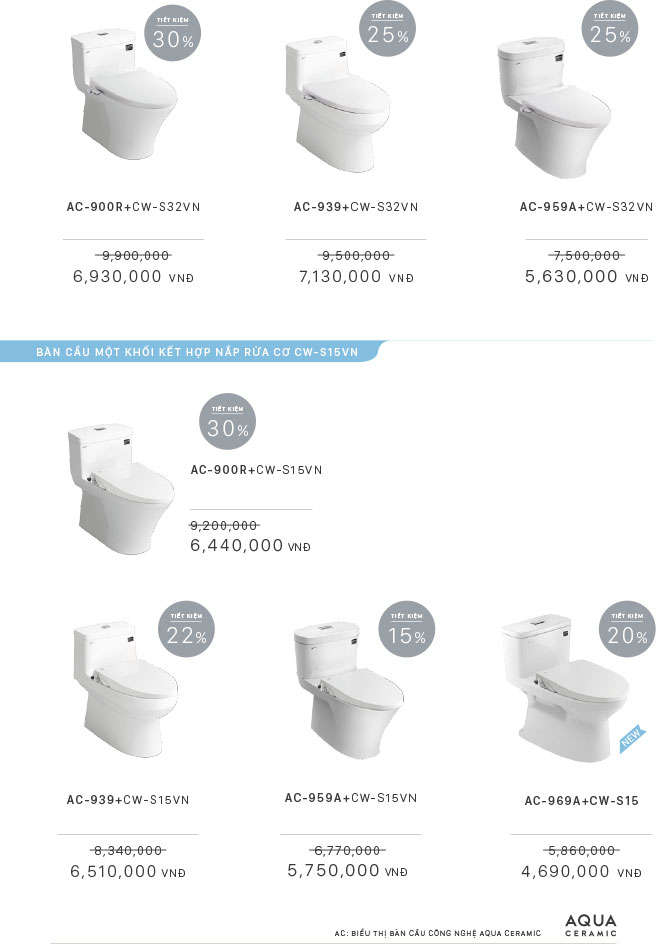 TIẾT KIỆM
30%
TIẾT KIỆM
25%
TIẾT KIỆM
25%
AC-900R+CW-S32VN
AC-939+CW-S32VN
AC-959A+CW-S32VN
9,900,000
6,930,000 VNĐ
9,500,000
7,130,000 VNĐ
7,500,000
5,630,000 VNĐ
BÀN CẦU MỘT KHỐI KẾT HỢP NẮP RỬA CƠ CW-S15VN
TIẾT KIỆM
30%
AC-900R+CW-S15VN
9,200,000
6,440,000 VNĐ
TIẾT KIỆM
22%
TIẾT KIỆM
15%
TIẾT KIỆM
20%
NEW
AC-939+CW-S15VN
AC-959A+CW-S15VN
AC-969A+CW-S15
8,340,000
6,510,000 VNĐ
6,770,000
5,750,000 VNĐ
5,860,000
4,690,000 VNĐ
AC: BIỂU THỊ BÀN CẦU CÔNG NGHỆ AQUA CERAMIC
AQUA
CERAMIC